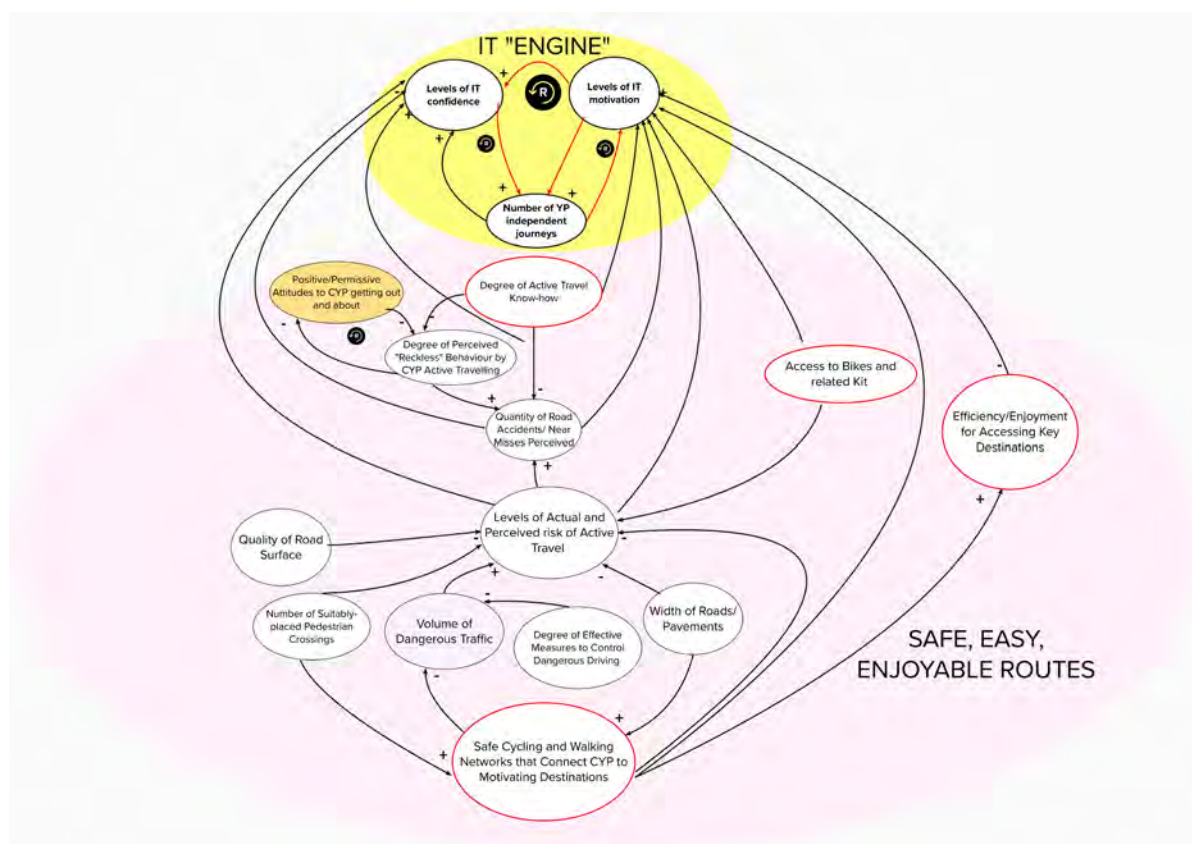 IT "ENGINE"
Levels of IT
confidence
+
R
Levels of IT
motivation
+
-
+
+
R
R
+
+
Number of YP
independent
journeys
Positive/Permissive
Attitudes to CYP getting out
and about
Degree of Active Travel
Know-how
-
R
-
-
Degree of Perceived
"Reckless" Behaviour by
CYP Active Travelling
Access to Bikes and
related Kit
-
+
-
Quantity of Road
Accidents/ Near
Misses Perceived
Efficiency/Enjoyment
for Accessing Key
Destinations
+
+
Levels of Actual and
Perceived risk of Active
Travel
-
-
Quality of Road
Surface
+
-
-
Number of Suitably-
placed Pedestrian
Crossings
Volume of
Dangerous Traffic
Degree of Effective
Measures to Control
Dangerous Driving
Width of Roads/
Pavements
SAFE, EASY,
ENJOYABLE ROUTES
-
+
+
Safe Cycling and Walking
Networks that Connect CYP to
Motivating Destinations